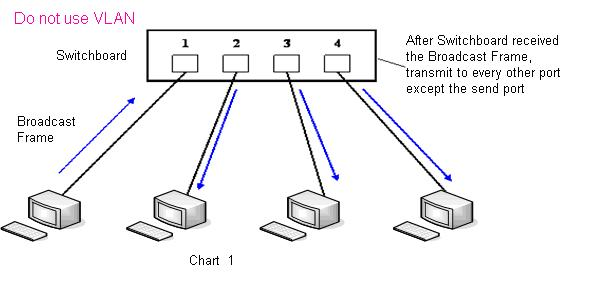 Do not use VLAN
Switchboard
1 2 3 4
After Switchboard received
the Broadcast Frame,
transmit to every other port
except the send port
Broadcast
Frame
Chart 1